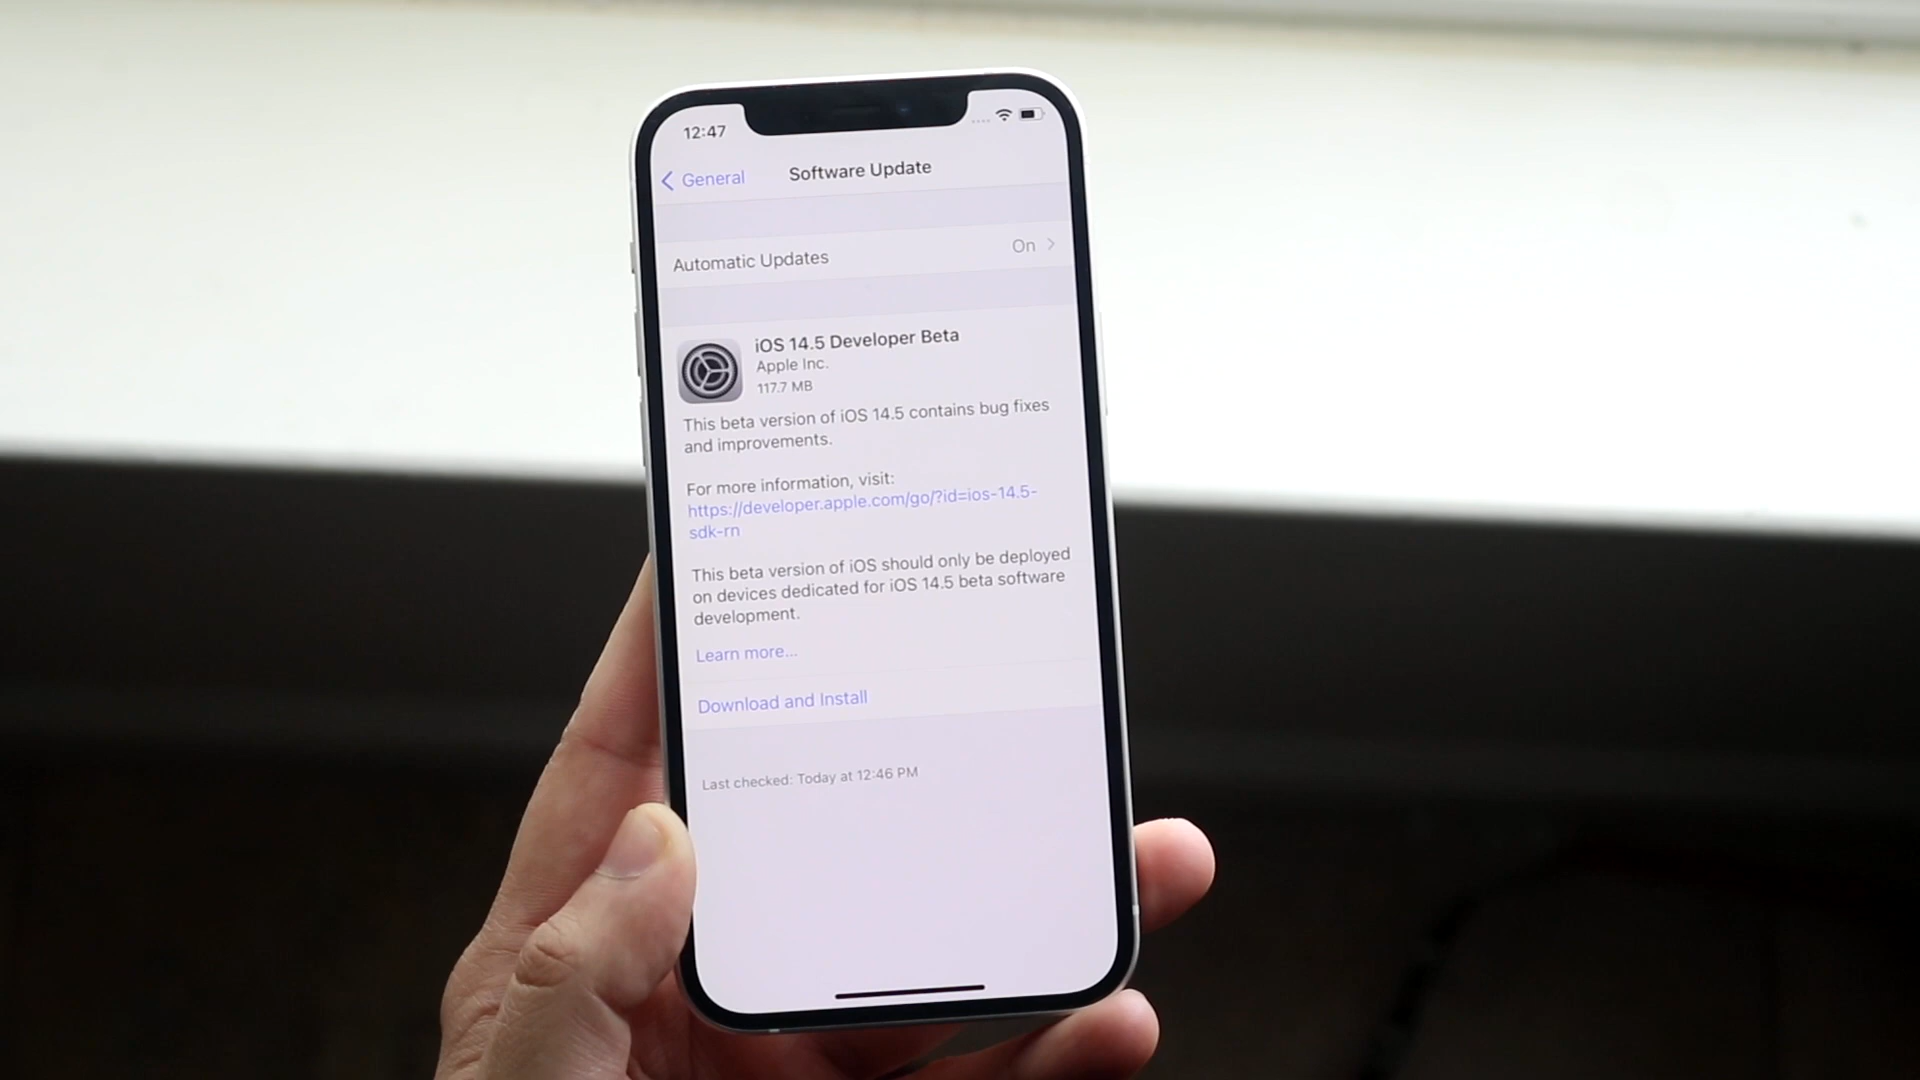 12:47
General
Software Update
Automatic Updates
On
iOS 14.5 Developer Beta
Apple Inc.
117.7 MB
This beta version of iOS 14.5 contains bug fixes
and improvements.
For more information, visit:
https://developer.apple.com/go/?id=ios-14.5-
sdk-rn
This beta version of iOS should only be deployed
on devices dedicated for iOS 14.5 beta software
development.
Learn more...
Download and Install
Last checked: Today at 12:46 PM